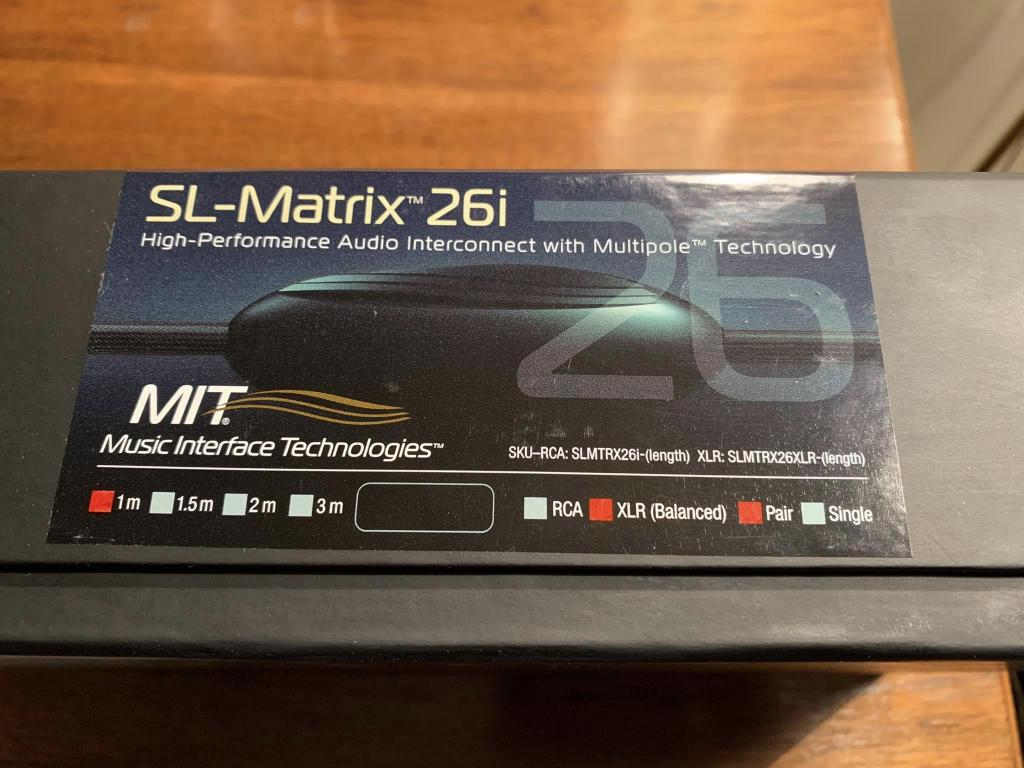 SL-Matrix™ 26i
26
High-Performance Audio Interconnect with Multipole™ Technology
MIT®
Music Interface Technologies™
SKU–RCA: SLMTRX26i-(length) XLR: SLMTRX26XLR-(length)
1m 1.5m 2m 3m RCA XLR (Balanced) Pair Single